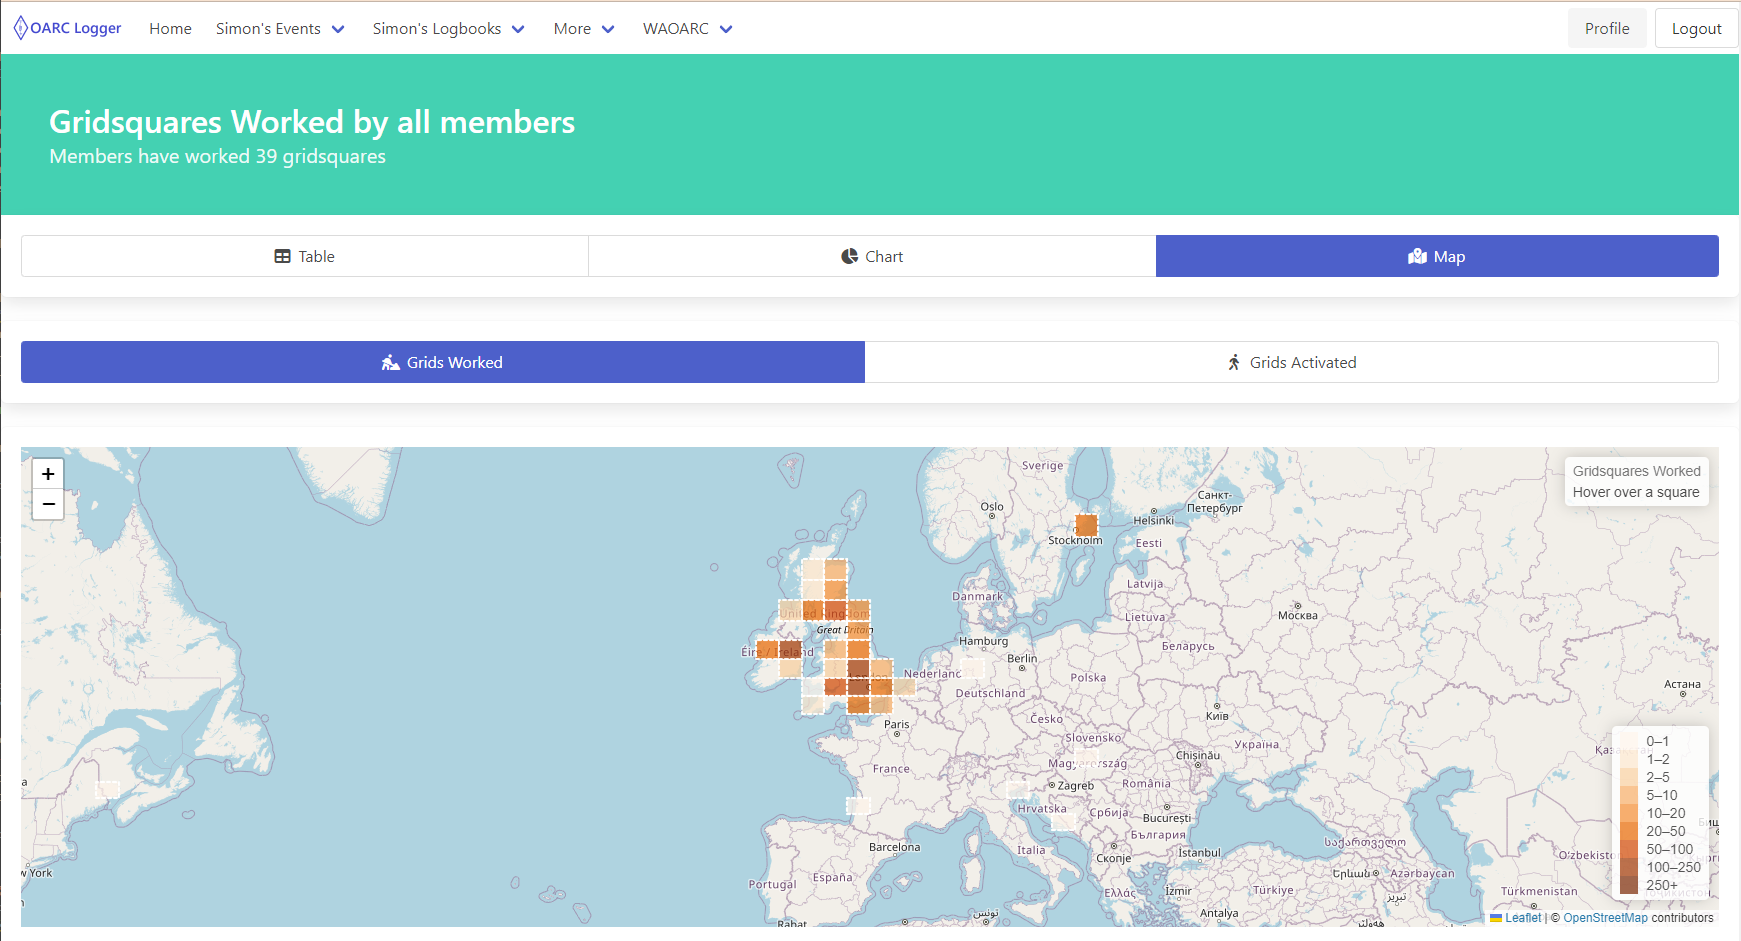 OARC Logger Home Simon's Events Simon's Logbooks More WAOARC Profile Logout
Gridsquares Worked by all members
Members have worked 39 gridsquares
Table Chart Map
Grids Worked Grids Activated
+
−
Gridsquares Worked
Hover over a square
Sverige
Санкт-
Петербург
Oslo
Helsinki
Stockholm
Eesti
Latvija
Danmark
Москва
Lietuva
United Kingdom
Great Britain
Hamburg
Беларусь
Éire / Ireland
Berlin
London
Nederland
Polska
Deutschland
Астана
Київ
Paris
Česko
Slovensko
Україна
Chișinău
Magyarország
France
Zagreb
România
Hrvatska
Србија
București
България
Barcelona
Italia
Скопје
İstanbul
საქართველო
Երևան
Azərbaycan
España
Portugal
Ελλάς
İzmir
Türkiye
Türkmenistan
Antalya
تونس
Rabat
0–1
1–2
2–5
5–10
10–20
20–50
50–100
100–250
250+
Leaflet | © OpenStreetMap contributors